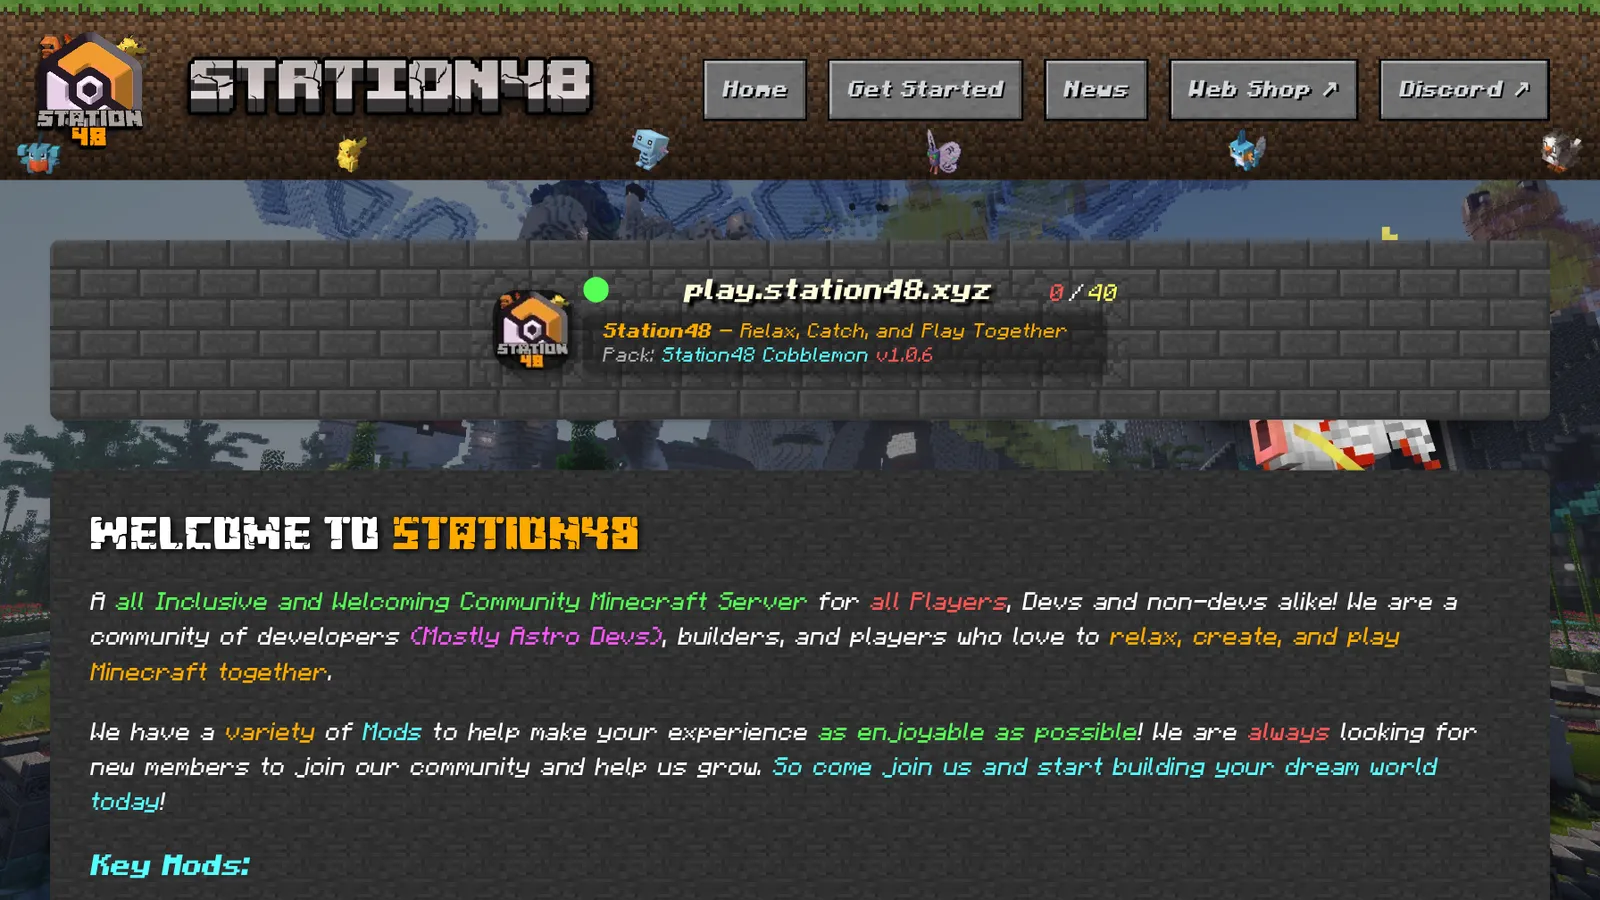 STATION
48
STATION48
Home
Get Started
News
Web Shop ↗
Discord ↗
play.station48.xyz
0/40
STATION
48
Station48 – Relax, Catch, and Play Together
Pack: Station48 Cobblemon v1.0.6
WELCOME TO STATION48
A all Inclusive and Welcoming Community Minecraft Server for all Players, Devs and non-devs alike! We are a
community of developers (Mostly Astro Devs), builders, and players who love to relax, create, and play
Minecraft together.
We have a variety of Mods to help make your experience as enjoyable as possible! We are always looking for
new members to join our community and help us grow. So come join us and start building your dream world
today!
Key Mods: